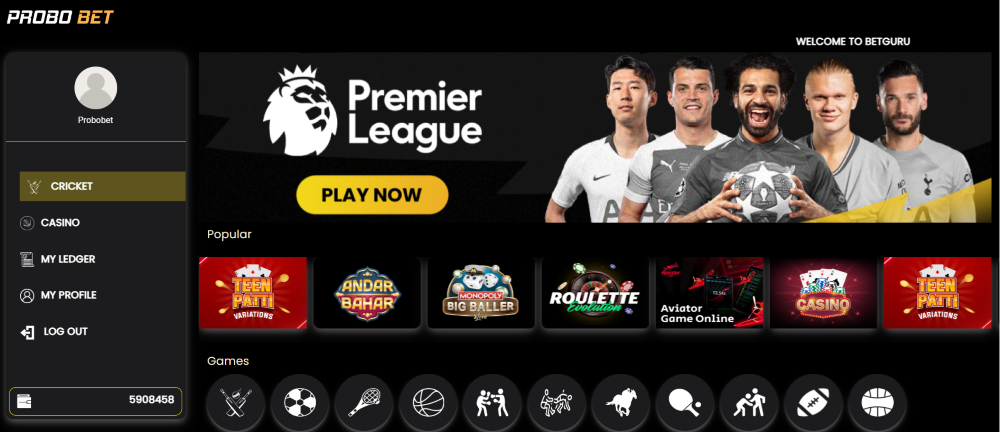 PROBO BET
WELCOME TO BETGURU
Probobet
CRICKET
CASINO
MY LEDGER
MY PROFILE
LOG OUT
5908458
Premier
League
PLAY NOW
Popular
TEEN
PATTI
VARIATIONS
ANDAR
BAHAR
MONOPOLY
BIG BALLER
Live
ROULETTE
Evolution
Aviator
Game Online
CASINO
TEEN
PATTI
VARIATIONS
Games